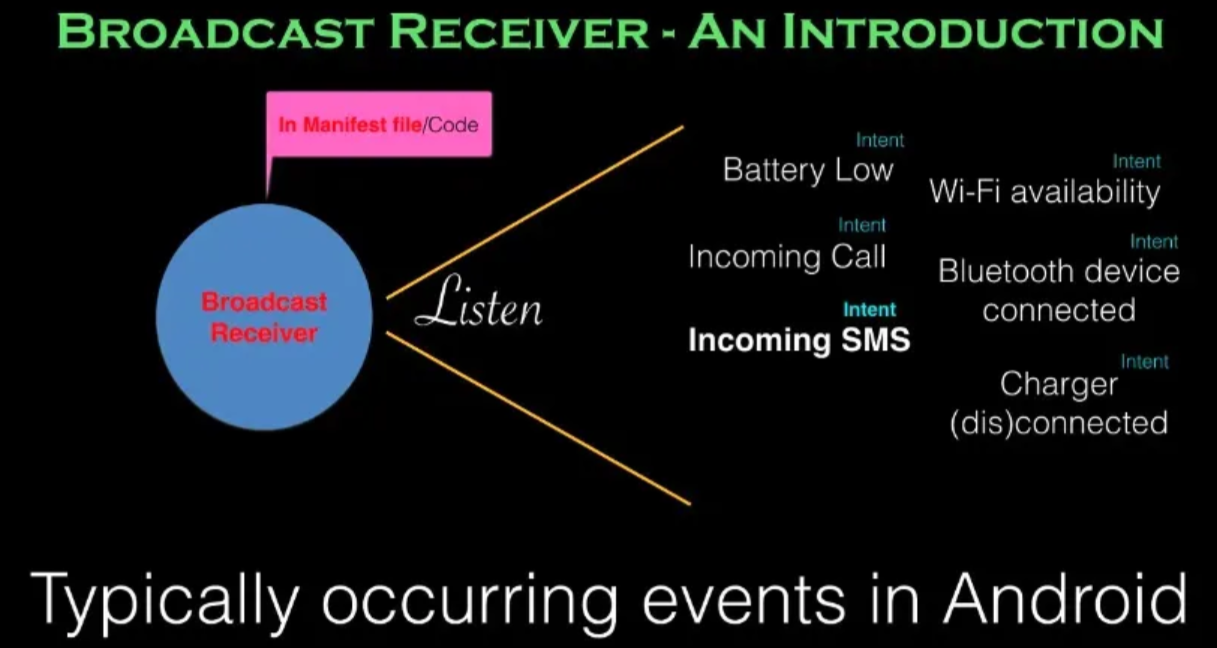 BROADCAST RECEIVER - AN INTRODUCTION
In Manifest file/Code
Broadcast
Receiver
Listen
Intent
Battery Low
Intent
Wi-Fi availability
Intent
Incoming Call
Intent
Bluetooth device
connected
Intent
Incoming SMS
Intent
Charger
(dis)connected
Typically occurring events in Android